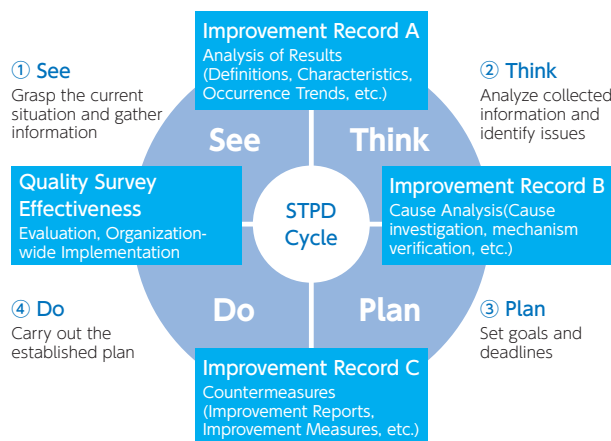 Improvement Record A
Analysis of Results
(Definitions, Characteristics,
Occurrence Trends, etc.)
① See
Grasp the current
situation and gather
information
② Think
Analyze collected
information and
identify issues
See
Think
Quality Survey
Effectiveness
Evaluation, Organization-
wide Implementation
STPD
Cycle
Improvement Record B
Cause Analysis(Cause
investigation, mechanism
verification, etc.)
Do
Plan
④ Do
Carry out the
established plan
③ Plan
Set goals and
deadlines
Improvement Record C
Countermeasures
(Improvement Reports,
Improvement Measures, etc.)